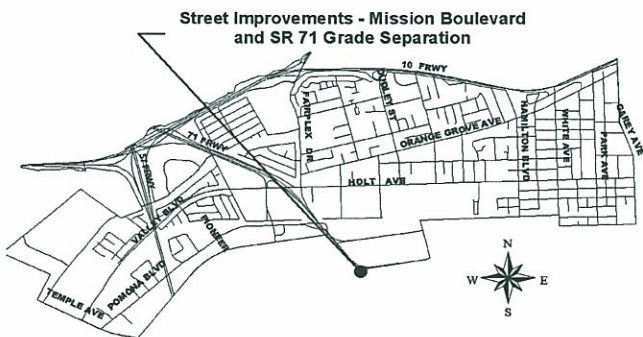 Street Improvements - Mission Boulevard
and SR 71 Grade Separation
10 FRWY
FAIRPLEX DR.
DUDLEY ST
71 FRWY
ORANGE GROVE AVE
HAMILTON BLVD
WHITE AVE
PARK AVE
GAREY AVE
57 FRWY
HOLT AVE
VALLEY BLVD
PIONEER
POMONA BLVD
TEMPLE AVE
N
W
E
S